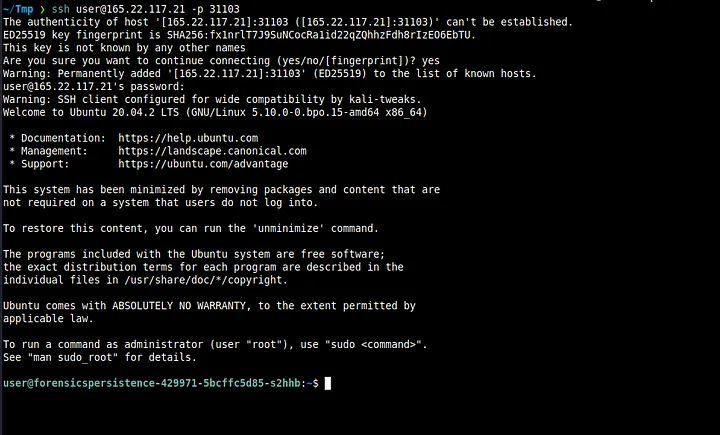 ~/Tmp ❯ ssh user@165.22.117.21 -p 31103
The authenticity of host '[165.22.117.21]:31103 ([165.22.117.21]:31103)' can't be established.
ED25519 key fingerprint is SHA256:fx1nrlT7J9SuNCocRa1id22qZQhhzFdh8rIzEO6EbTU.
This key is not known by any other names
Are you sure you want to continue connecting (yes/no/[fingerprint])? yes
Warning: Permanently added '[165.22.117.21]:31103' (ED25519) to the list of known hosts.
user@165.22.117.21's password:
Warning: SSH client configured for wide compatibility by kali-tweaks.
Welcome to Ubuntu 20.04.2 LTS (GNU/Linux 5.10.0-0.bpo.15-amd64 x86_64)
* Documentation:  https://help.ubuntu.com
* Management:     https://landscape.canonical.com
* Support:        https://ubuntu.com/advantage
This system has been minimized by removing packages and content that are
not required on a system that users do not log into.
To restore this content, you can run the 'unminimize' command.
The programs included with the Ubuntu system are free software;
the exact distribution terms for each program are described in the
individual files in /usr/share/doc/*/copyright.
Ubuntu comes with ABSOLUTELY NO WARRANTY, to the extent permitted by
applicable law.
To run a command as administrator (user "root"), use "sudo <command>".
See "man sudo_root" for details.
user@forensicspersistence-429971-5bcffc5d85-s2hhb:~$